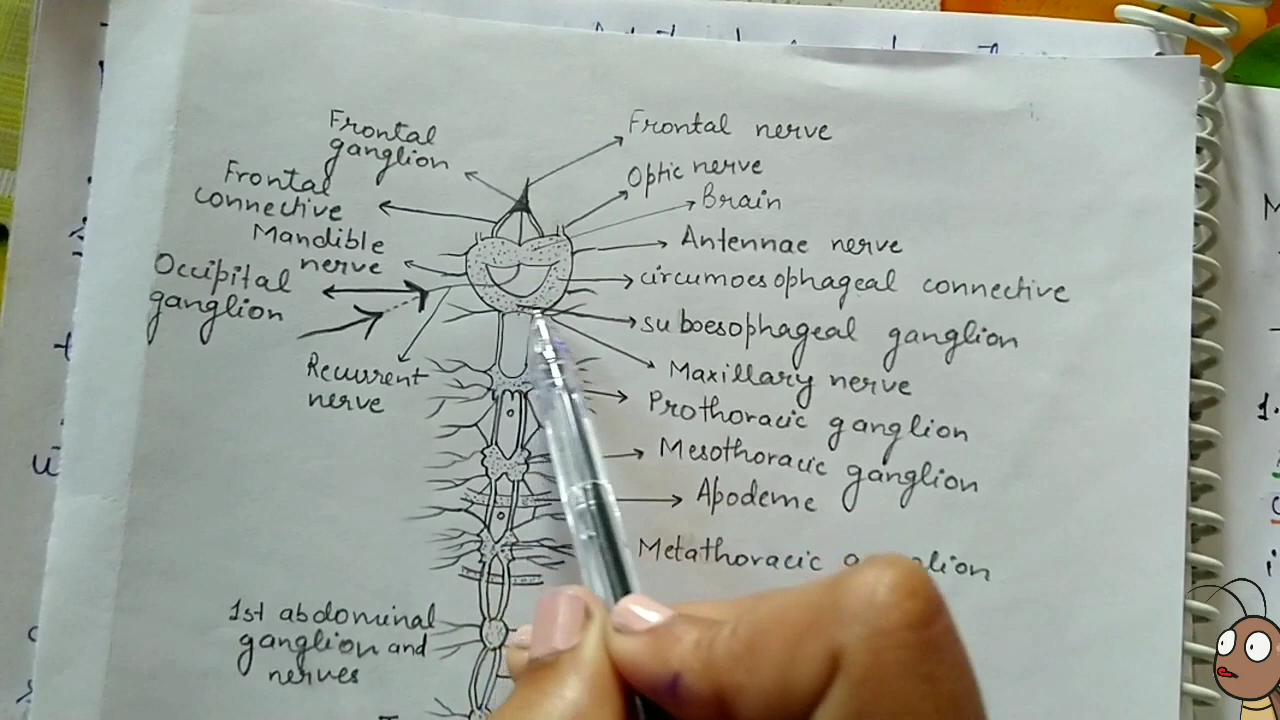 Frontal
ganglion
Frontal nerve
Frontal
connective
Optic nerve
Brain
Mandible
nerve
Antennae nerve
Occipital
ganglion
circumoesophageal connective
suboesophageal ganglion
Recurrent
nerve
Maxillary nerve
Prothoracic ganglion
Mesothoracic ganglion
Apodeme
Metathoracic
1st abdominal
ganglion and
nerves